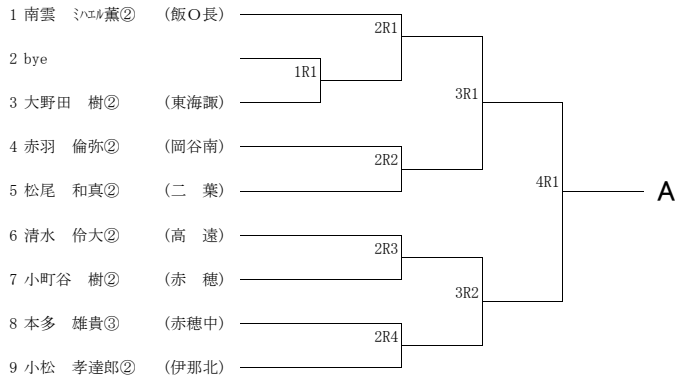 1 南雲 ﾐﾊｴﾙ薫② (飯O長)
2R1
2 bye
1R1
3R1
3 大野田 樹② (東海諏)
4 赤羽 倫弥② (岡谷南)
2R2
4R1
A
5 松尾 和真② (二 葉)
6 清水 伶大② (高 遠)
2R3
7 小町谷 樹② (赤 穂)
3R2
8 本多 雄貴③ (赤穂中)
2R4
9 小松 孝達郎② (伊那北)